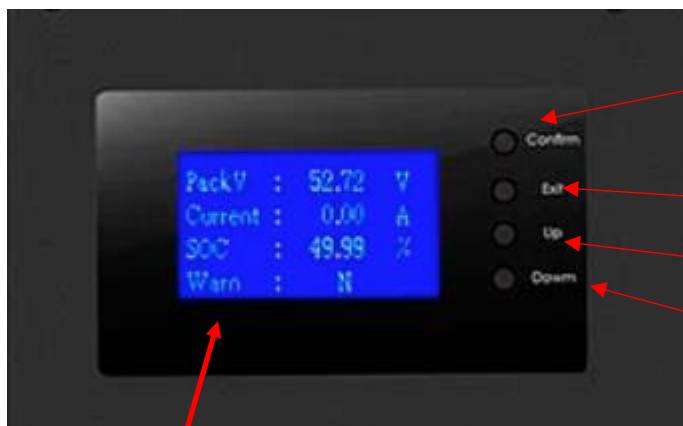 PackV : 52.72 V
Current : 0.00 A
SOC : 49.99 %
Warn : N
Confirm
Exit
Up
Down